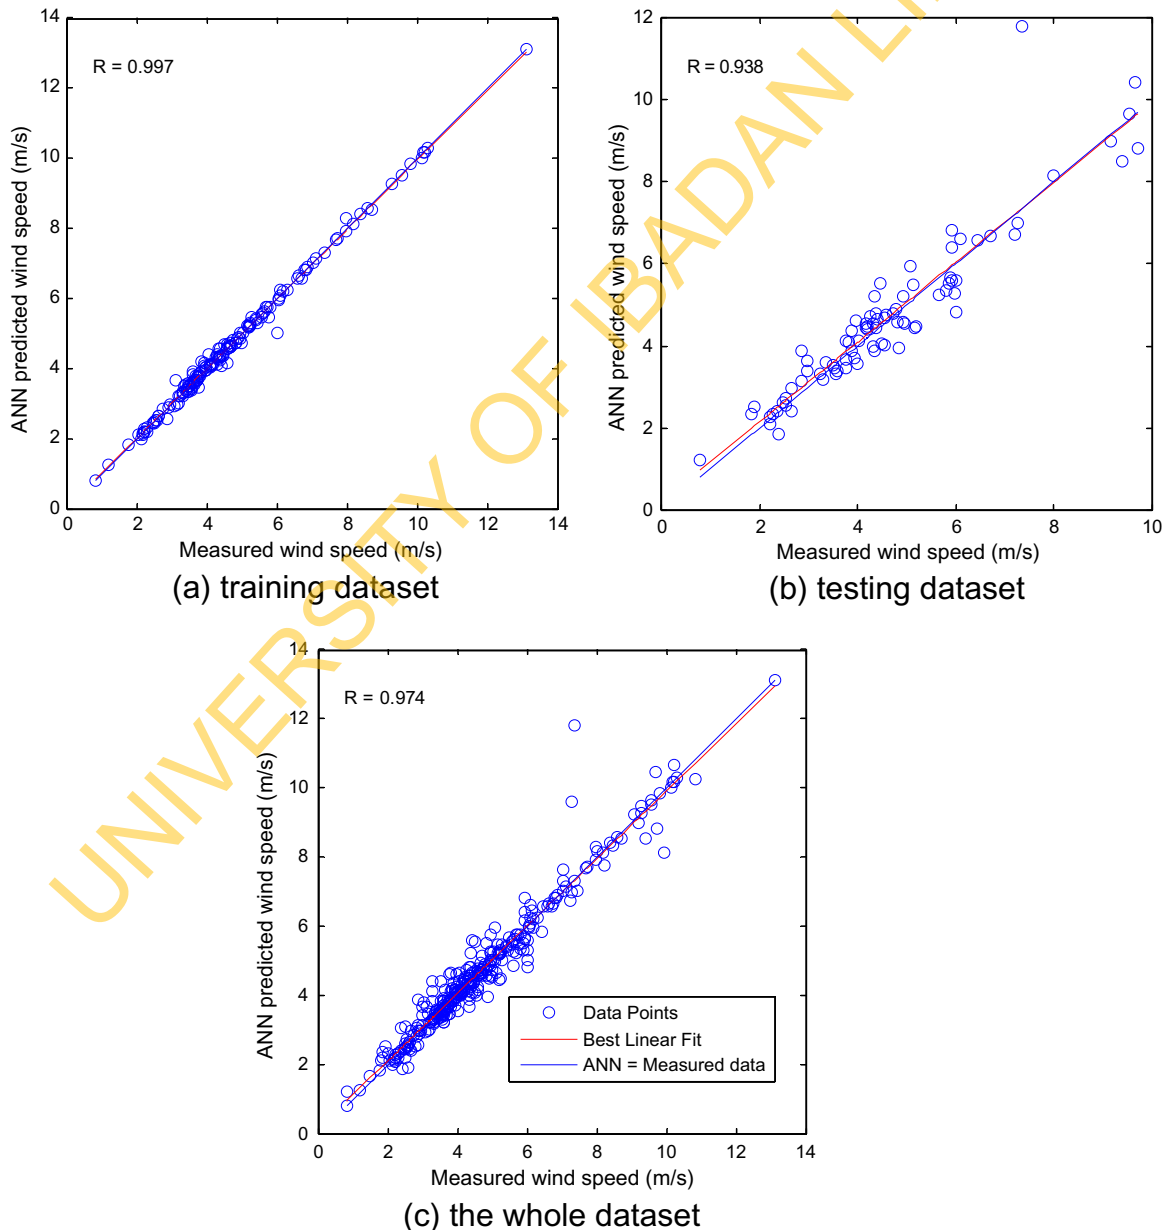 14
12
10
8
6
4
2
0
R = 0.997
ANN predicted wind speed (m/s)
0 2 4 6 8 10 12 14
Measured wind speed (m/s)
(a) training dataset
12
10
8
6
4
2
0
R = 0.938
ANN predicted wind speed (m/s)
2 4 6 8 10
Measured wind speed (m/s)
(b) testing dataset
14
12
10
8
6
4
2
0
R = 0.974
ANN predicted wind speed (m/s)
Data Points
Best Linear Fit
ANN = Measured data
0 2 4 6 8 10 12 14
Measured wind speed (m/s)
(c) the whole dataset
UNIVERSITY OF IBADAN